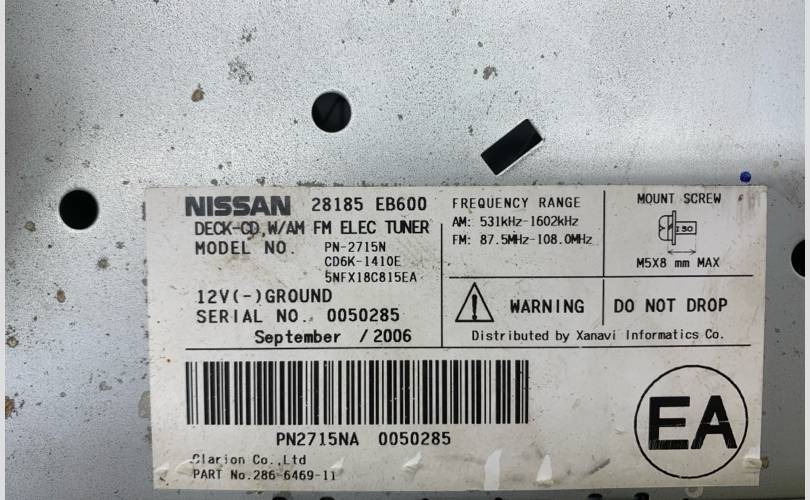 NISSAN 28185 EB600
DECK-CD,W/AM FM ELEC TUNER
MODEL NO. PN-2715N
CD6K-1410E
5NFX18C815EA
12V(-)GROUND
SERIAL NO. 0050285
September /2006
FREQUENCY RANGE
AM: 531kHz-1602kHz
FM: 87.5MHz-108.0MHz
MOUNT SCREW
ISO
M5X8 mm MAX
WARNING
DO NOT DROP
Distributed by Xanavi Informatics Co.
PN2715NA 0050285
Clarion Co.,Ltd
PART No.286-6469-11
EA